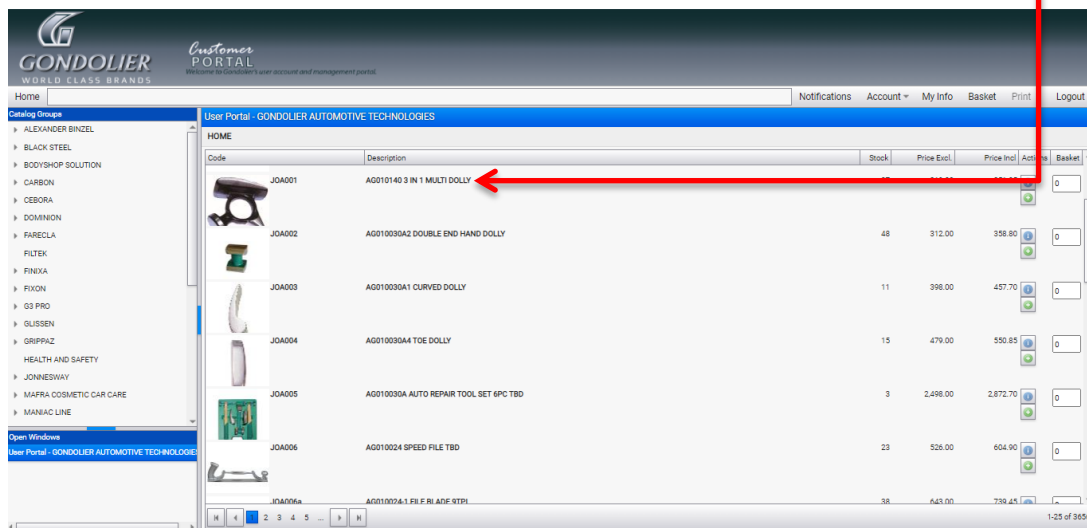 GONDOLIER
WORLD CLASS BRANDS
Customer
PORTAL
Welcome to Gondolier's user account and management portal.
Home Notifications Account My Info Basket Print Logout
Catalog Groups
ALEXANDER BINZEL
BLACK STEEL
BODYSHOP SOLUTION
CARBON
CEBORA
DOMINION
FARECLA
FILTEK
FINIXA
FIXON
G3 PRO
GLISSEN
GRIPPAZ
HEALTH AND SAFETY
JONNESWAY
MAFRA COSMETIC CAR CARE
MANIAC LINE
Open Windows
User Portal - GONDOLIER AUTOMOTIVE TECHNOLOGIE
User Portal - GONDOLIER AUTOMOTIVE TECHNOLOGIES
HOME
Code Description Stock Price Excl. Price Incl Actions Basket
JOA001 AG010140 3 IN 1 MULTI DOLLY 0
JOA002 AG010030A2 DOUBLE END HAND DOLLY 48 312.00 358.80 0
JOA003 AG010030A1 CURVED DOLLY 11 398.00 457.70 0
JOA004 AG010030A4 TOE DOLLY 15 479.00 550.85 0
JOA005 AG010030A AUTO REPAIR TOOL SET 6PC TBD 3 2,498.00 2,872.70 0
JOA006 AG010024 SPEED FILE TBD 23 526.00 604.90 0
JOA006a AG010024-1 FILE BLADE 9TPI 38 643.00 739.45
1 2 3 4 5 ... 1-25 of 365